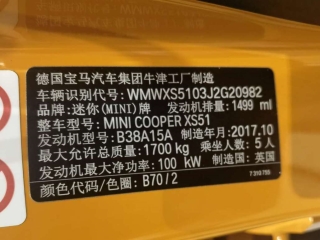 德国宝马汽车集团牛津工厂制造
车辆识别代号：WMWXS5103J2G20982
品牌：迷你(MINI)牌 发动机排量：1499 ml
整车型号：MINI COOPER XS51
发动机型号：B38A15A 制造年月：2017.10
最大允许总质量：1700 kg 乘坐人数：5 人
发动机最大净功率：100 kW 制造国：英国
颜色代码/色圈：B70/2